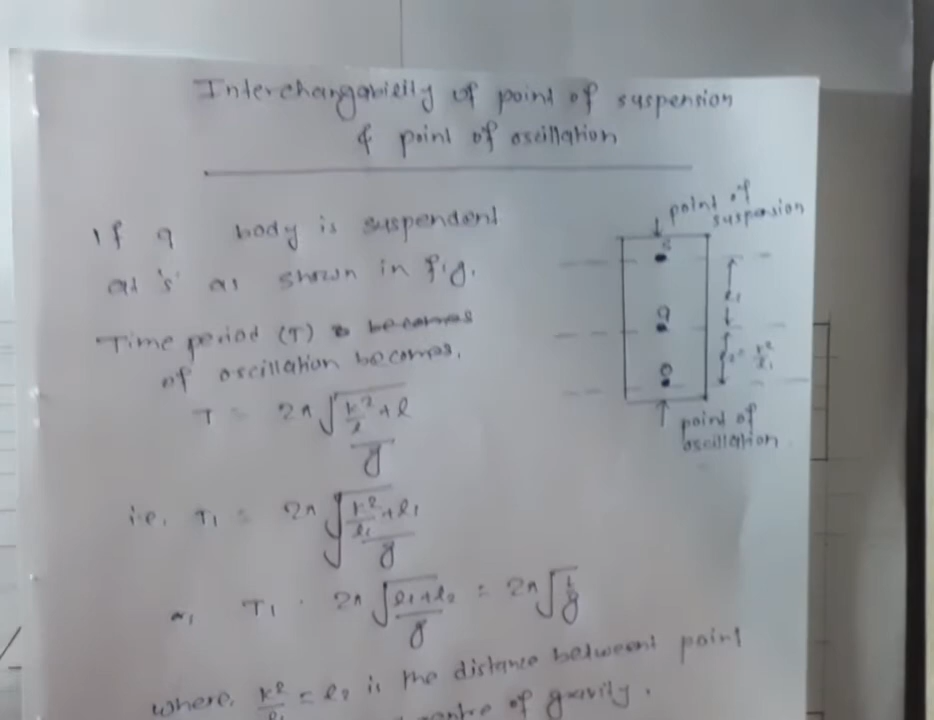 Interchangabielly of point of suspension
& point of oscillation
If a body is suspendent
at 's' as shown in fig.
Time period (T)
of oscillation becomes.
T = 2π √(k²/l + l / g)
i.e. T₁ = 2π √(k²/l₁ + l₁ / g)
or, T₁ = 2π √(l₁+l₂ / g) = 2π √(L/g)
where, k²/l₁ = l₂ is the distance betweent point
centre of gravity.
point of
suspension
s
l₁
G
l₂ = k²/l₁
O
point of
oscillation